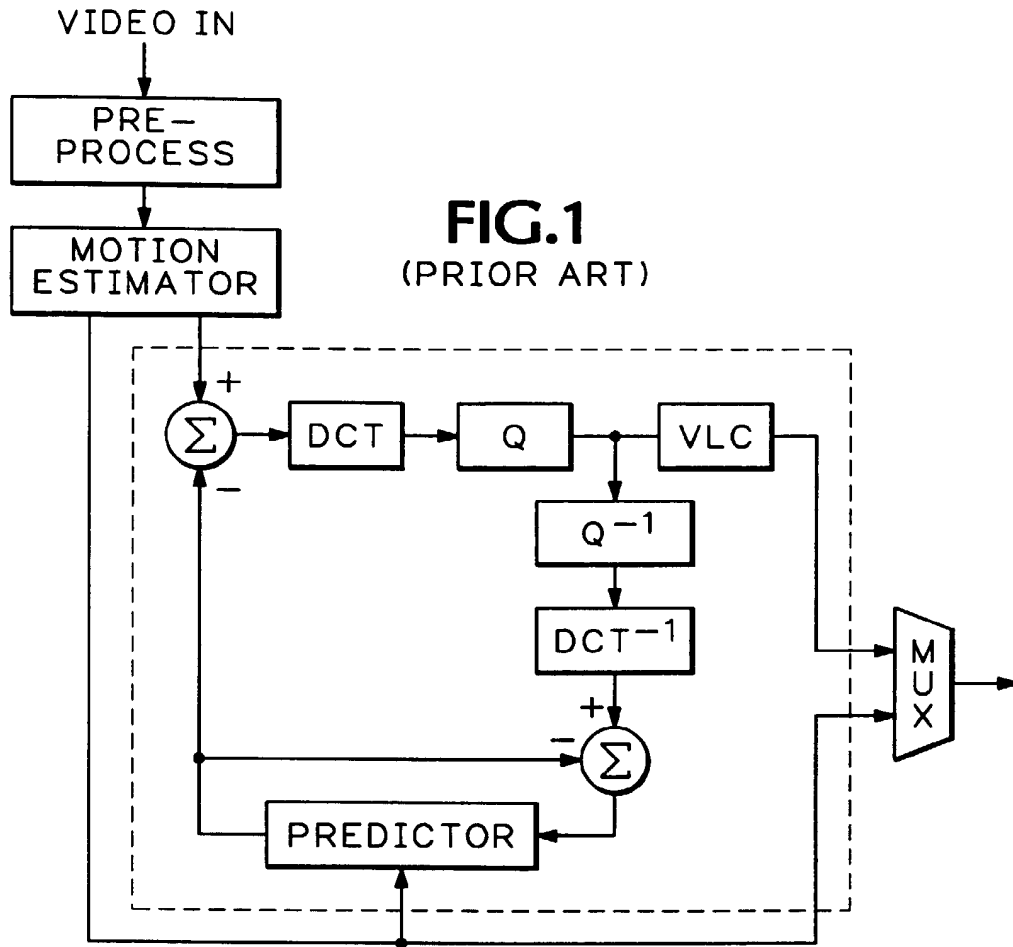 VIDEO IN
PRE-
PROCESS
MOTION
ESTIMATOR
FIG.1
(PRIOR ART)
+
Σ
−
DCT
Q
VLC
Q⁻¹
DCT⁻¹
+
−
Σ
PREDICTOR
M
U
X